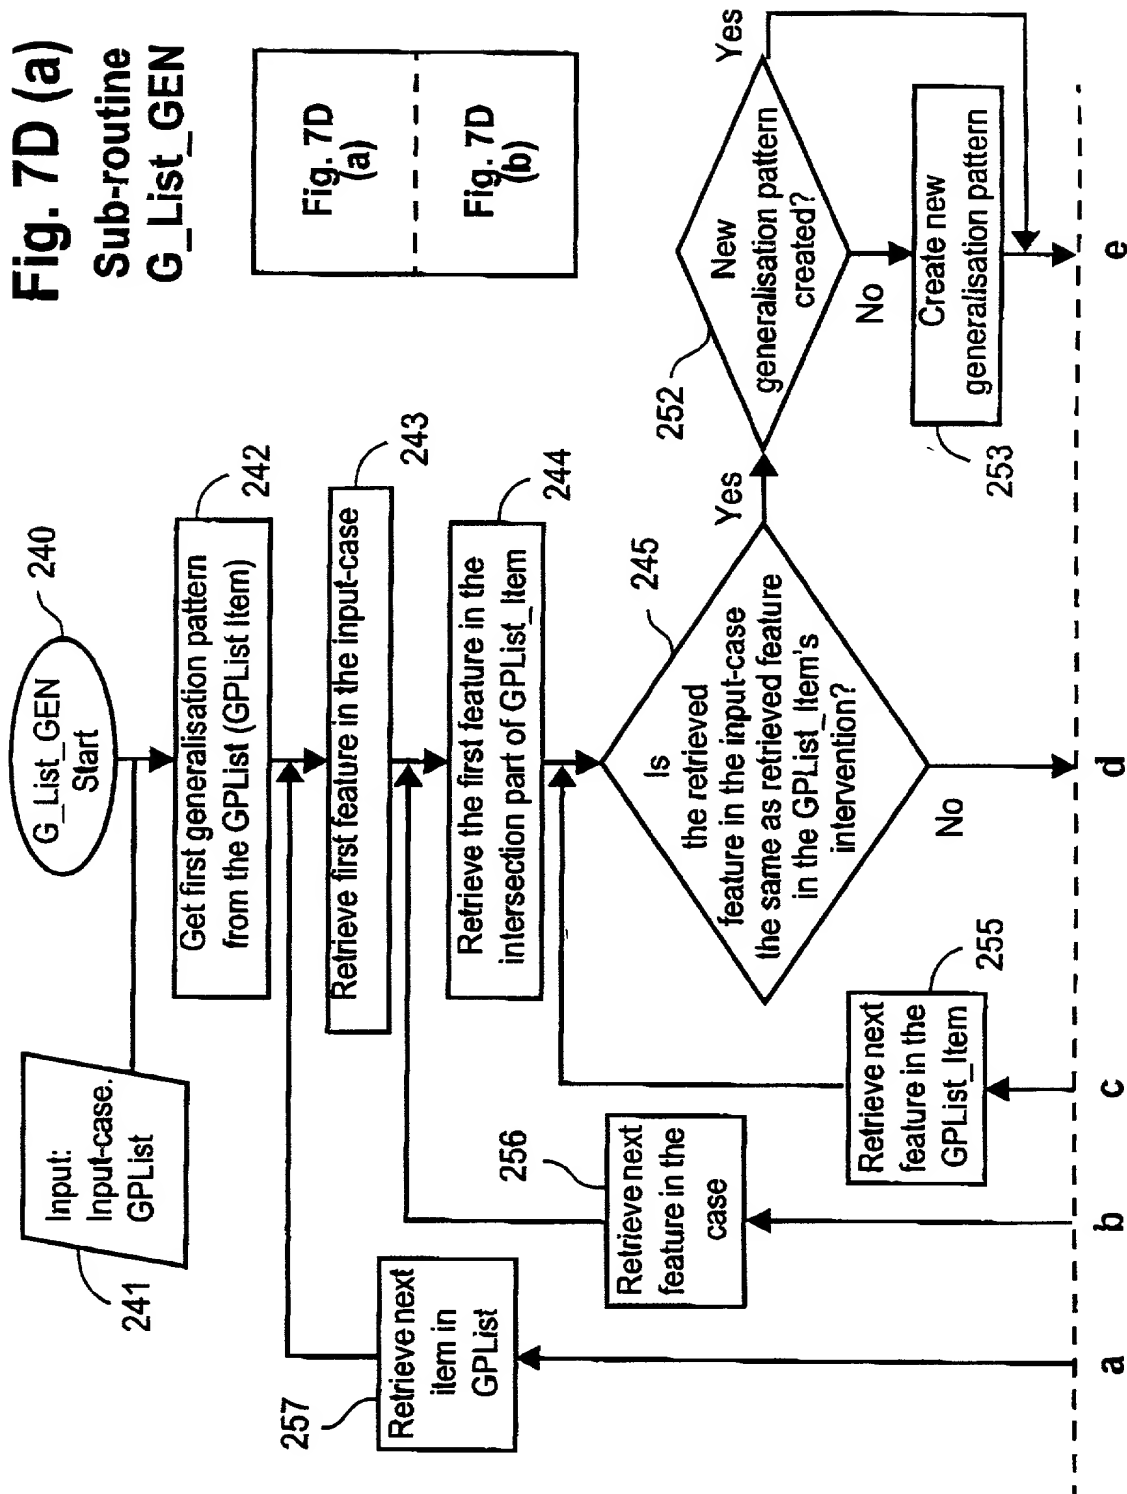 Fig. 7D (a)
Sub-routine
G_List_GEN
Fig. 7D
(a)
Fig. 7D
(b)
G_List_GEN
Start
240
Input:
Input-case.
GPList
241
Get first generalisation pattern
from the GPList (GPList Item)
242
Retrieve first feature in the input-case
243
Retrieve the first feature in the
intersection part of GPList_Item
244
Is
the retrieved
feature in the input-case
the same as retrieved feature
in the GPList_Item's
intervention?
245
Yes
No
New
generalisation pattern
created?
252
Yes
No
Create new
generalisation pattern
253
Retrieve next
item in
GPList
257
Retrieve next
feature in the
case
256
Retrieve next
feature in the
GPList_Item
255
a
b
c
d
e